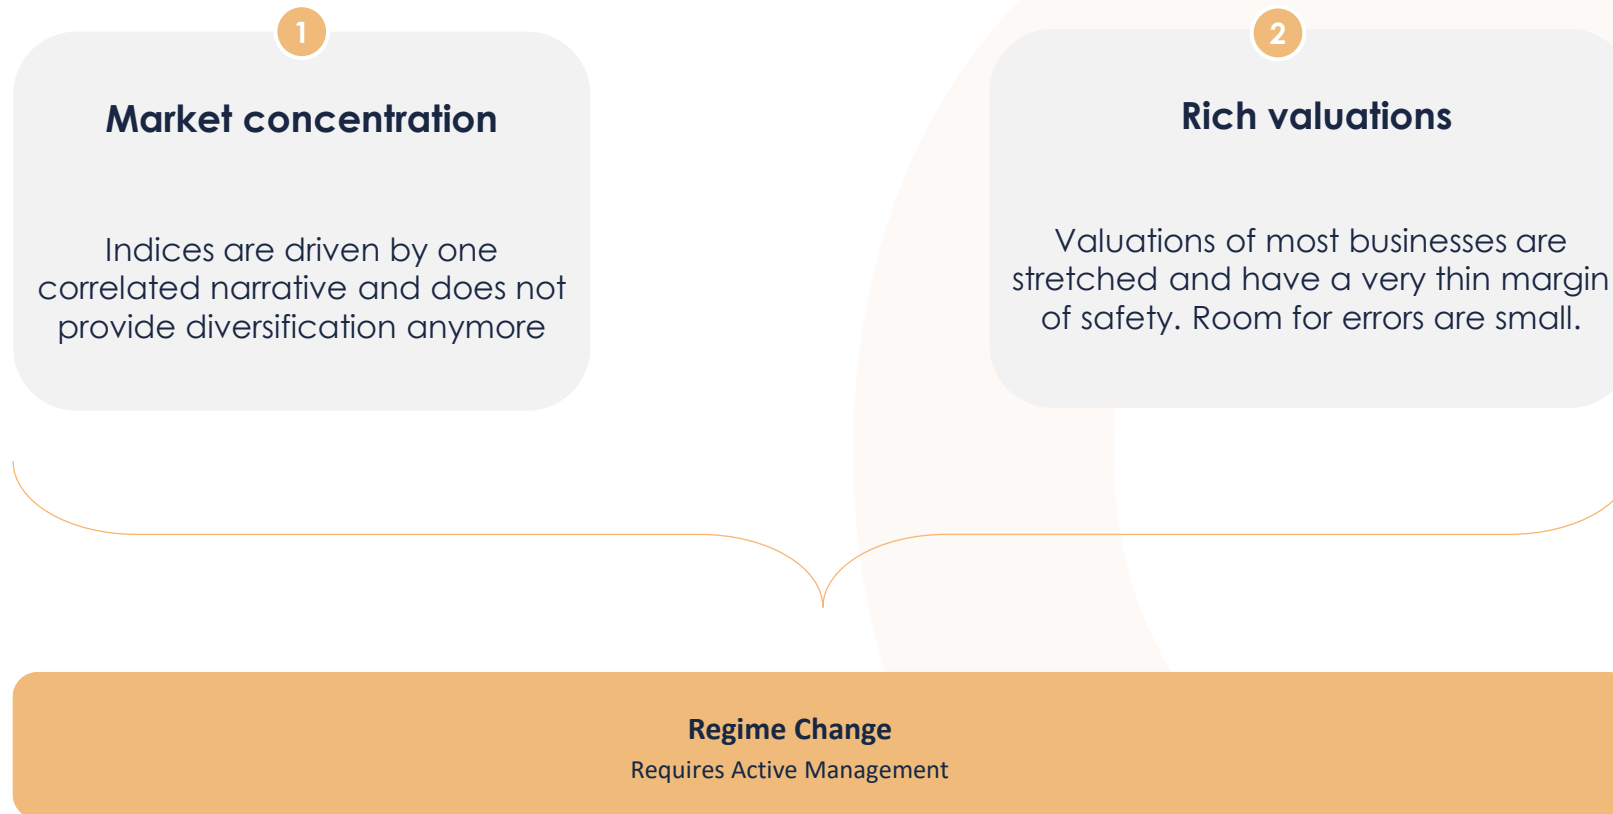 1
Market concentration
Indices are driven by one
correlated narrative and does not
provide diversification anymore
2
Rich valuations
Valuations of most businesses are
stretched and have a very thin margin
of safety. Room for errors are small.
Regime Change
Requires Active Management